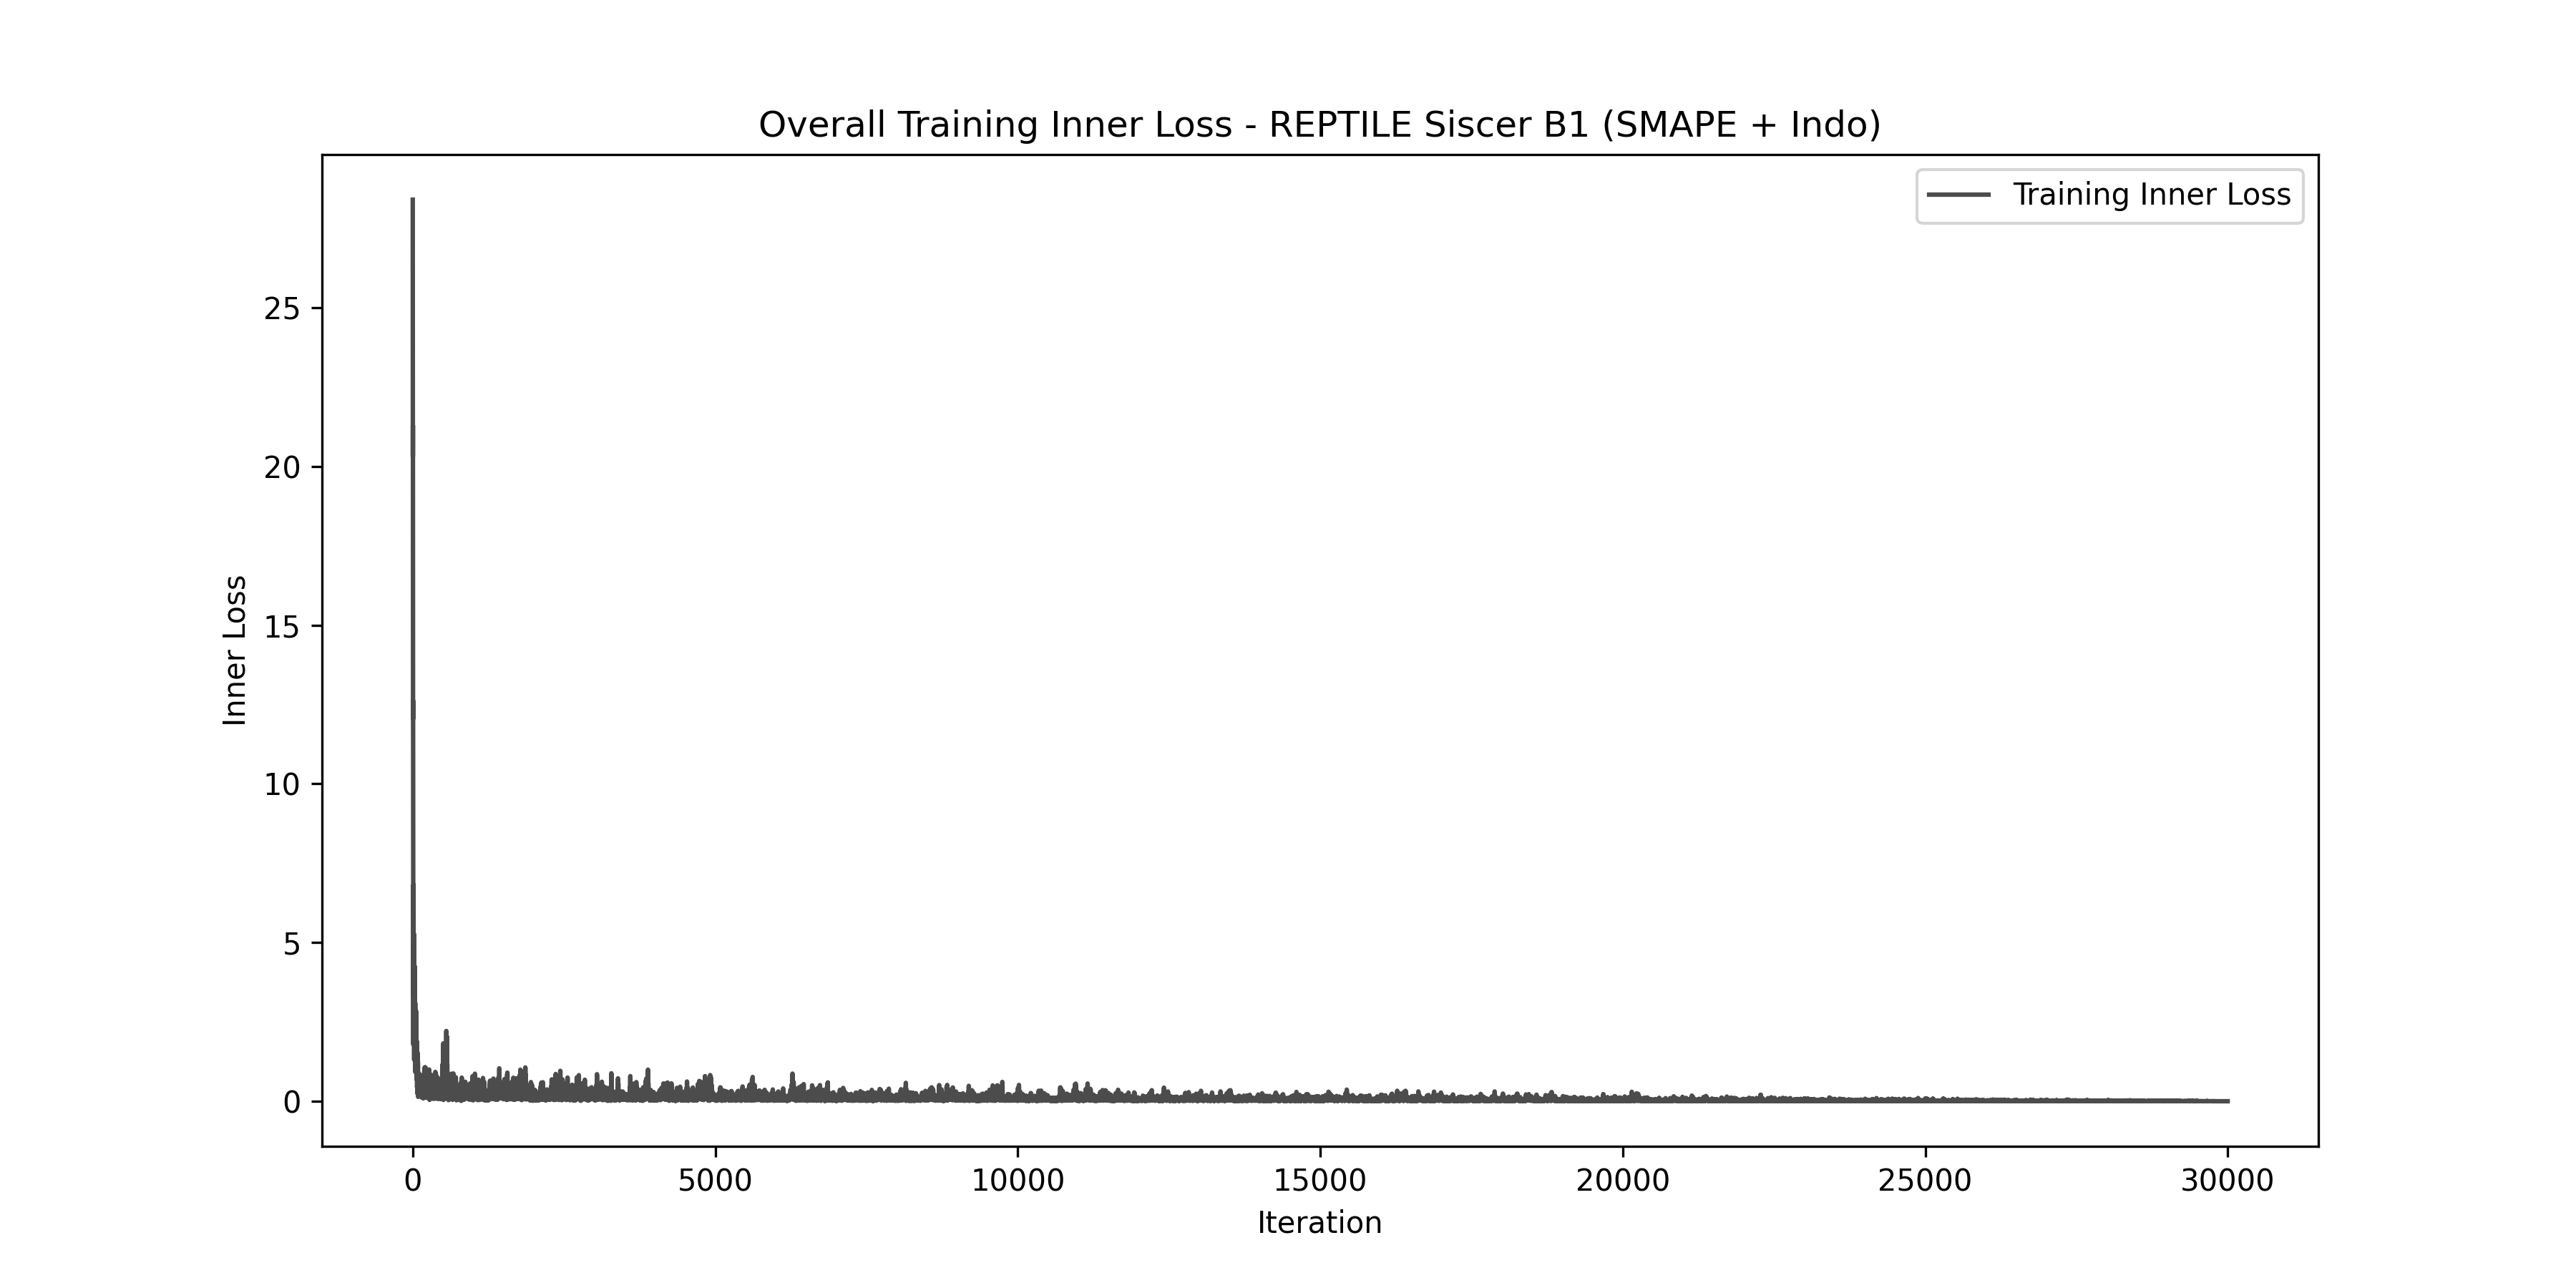 Overall Training Inner Loss - REPTILE Siscer B1 (SMAPE + Indo)
Training Inner Loss
Inner Loss
25
20
15
10
5
0
0 5000 10000 15000 20000 25000 30000
Iteration